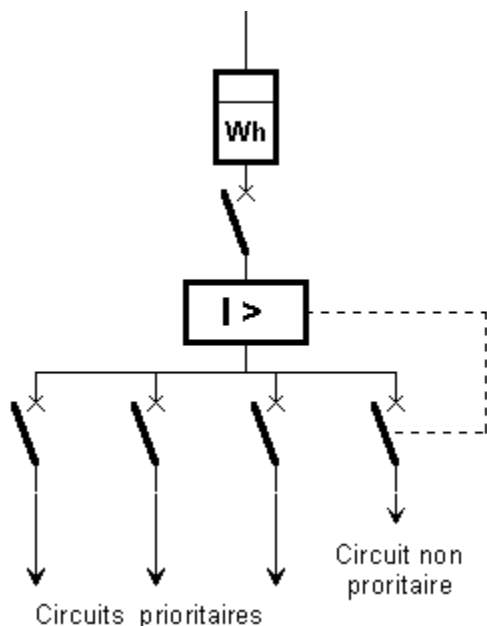 Wh
I >
Circuit non
proritaire
Circuits prioritaires